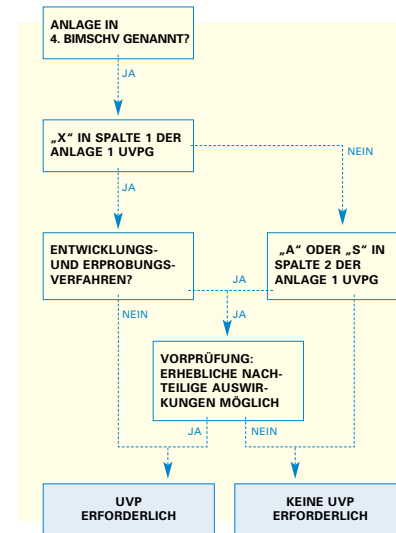 ANLAGE IN
4. BIMSCHV GENANNT?
JA
„X" IN SPALTE 1 DER
ANLAGE 1 UVPG
NEIN
JA
ENTWICKLUNGS-
UND ERPROBUNGS-
VERFAHREN?
JA
„A" ODER „S" IN
SPALTE 2 DER
ANLAGE 1 UVPG
NEIN
JA
VORPRÜFUNG:
ERHEBLICHE NACH-
TEILIGE AUSWIR-
KUNGEN MÖGLICH
JA
NEIN
UVP
ERFORDERLICH
KEINE UVP
ERFORDERLICH